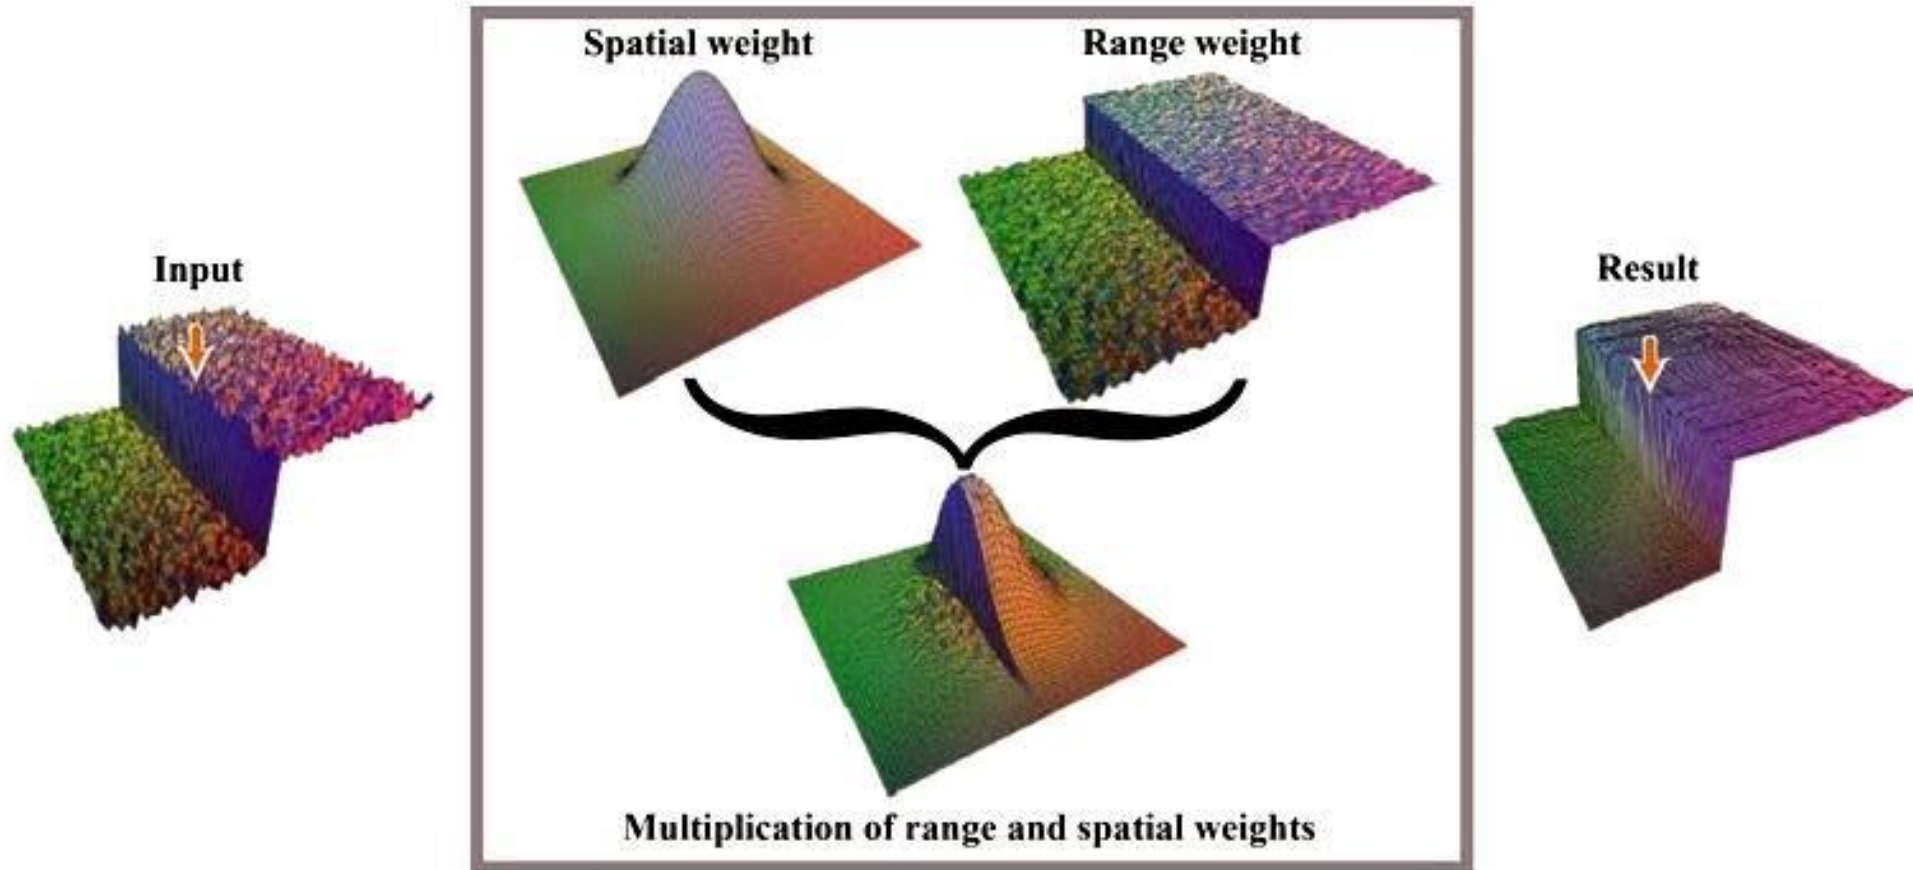 Spatial weight
Range weight
Input
Result
Multiplication of range and spatial weights